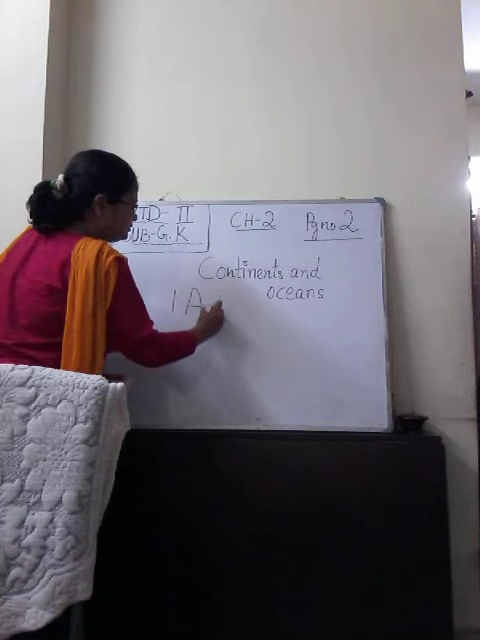 STD- II
SUB-G.K
CH-2
Pg no 2
Continents and
oceans
1 A